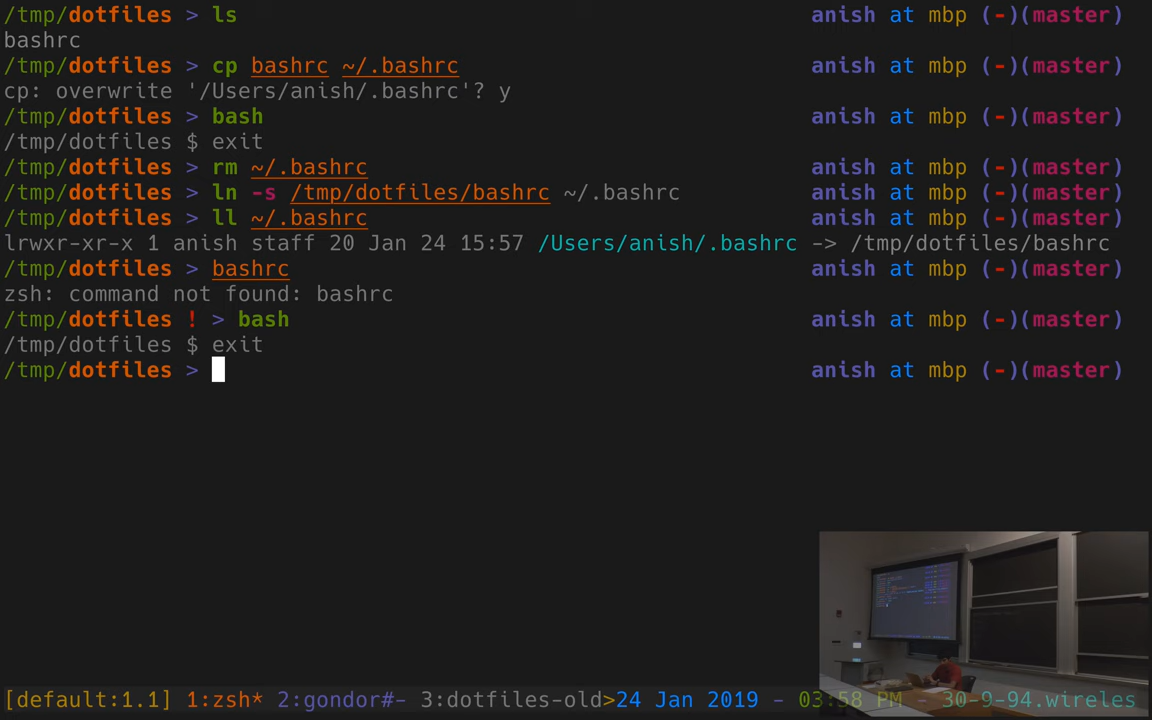 /tmp/dotfiles > ls anish at mbp (-)(master)
bashrc
/tmp/dotfiles > cp bashrc ~/.bashrc anish at mbp (-)(master)
cp: overwrite '/Users/anish/.bashrc'? y
/tmp/dotfiles > bash anish at mbp (-)(master)
/tmp/dotfiles $ exit
/tmp/dotfiles > rm ~/.bashrc anish at mbp (-)(master)
/tmp/dotfiles > ln -s /tmp/dotfiles/bashrc ~/.bashrc anish at mbp (-)(master)
/tmp/dotfiles > ll ~/.bashrc anish at mbp (-)(master)
lrwxr-xr-x 1 anish staff 20 Jan 24 15:57 /Users/anish/.bashrc -> /tmp/dotfiles/bashrc
/tmp/dotfiles > bashrc anish at mbp (-)(master)
zsh: command not found: bashrc
/tmp/dotfiles ! > bash anish at mbp (-)(master)
/tmp/dotfiles $ exit
/tmp/dotfiles > anish at mbp (-)(master)
[default:1.1] 1:zsh* 2:gondor#- 3:dotfiles-old>24 Jan 2019 - 03:58 PM - 30-9-94.wireles